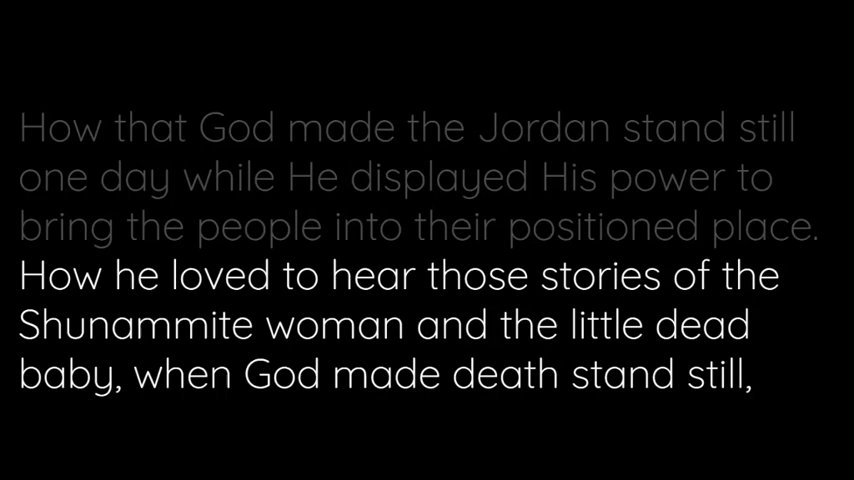 How that God made the Jordan stand still
one day while He displayed His power to
bring the people into their positioned place.
How he loved to hear those stories of the
Shunammite woman and the little dead
baby, when God made death stand still,